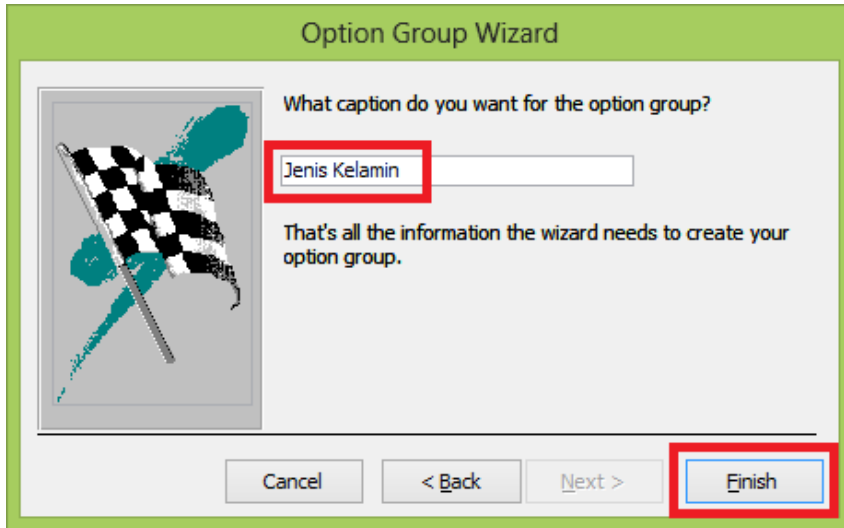 Option Group Wizard
What caption do you want for the option group?
Jenis Kelamin
That's all the information the wizard needs to create your
option group.
Cancel
< Back
Next >
Finish